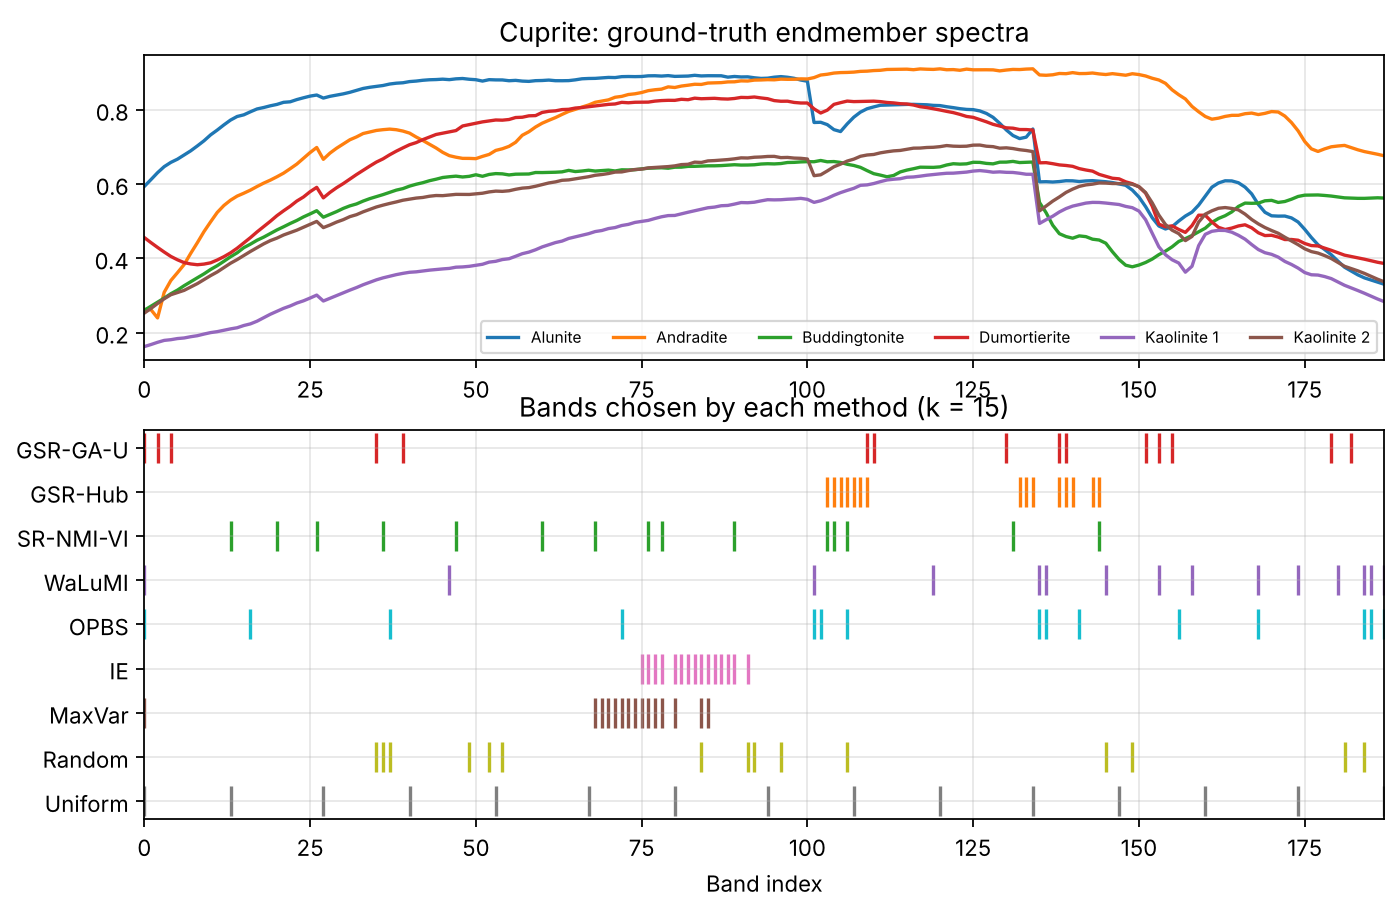 Cuprite: ground-truth endmember spectra
0.8
0.6
0.4
0.2
Alunite Andradite Buddingtonite Dumortierite Kaolinite 1 Kaolinite 2
0 25 50 75 100 125 150 175
Bands chosen by each method (k = 15)
GSR-GA-U
GSR-Hub
SR-NMI-VI
WaLuMI
OPBS
IE
MaxVar
Random
Uniform
0 25 50 75 100 125 150 175
Band index